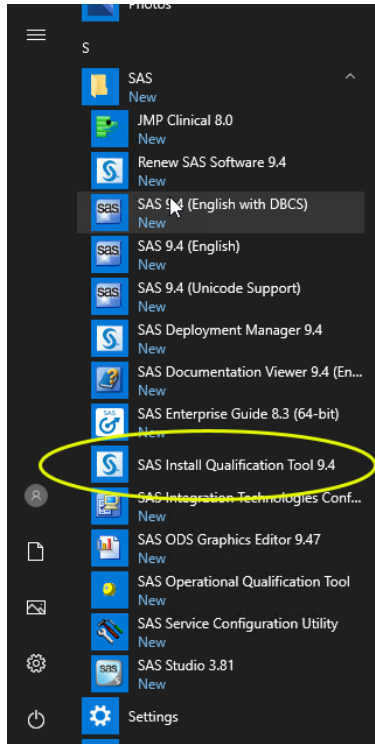 Photos
S
SAS
New
JMP Clinical 8.0
New
Renew SAS Software 9.4
New
SAS 9.4 (English with DBCS)
New
SAS 9.4 (English)
New
SAS 9.4 (Unicode Support)
New
SAS Deployment Manager 9.4
New
SAS Documentation Viewer 9.4 (En...
New
SAS Enterprise Guide 8.3 (64-bit)
New
SAS Install Qualification Tool 9.4
SAS Integration Technologies Conf...
New
SAS ODS Graphics Editor 9.47
New
SAS Operational Qualification Tool
New
SAS Service Configuration Utility
New
SAS Studio 3.81
New
Settings